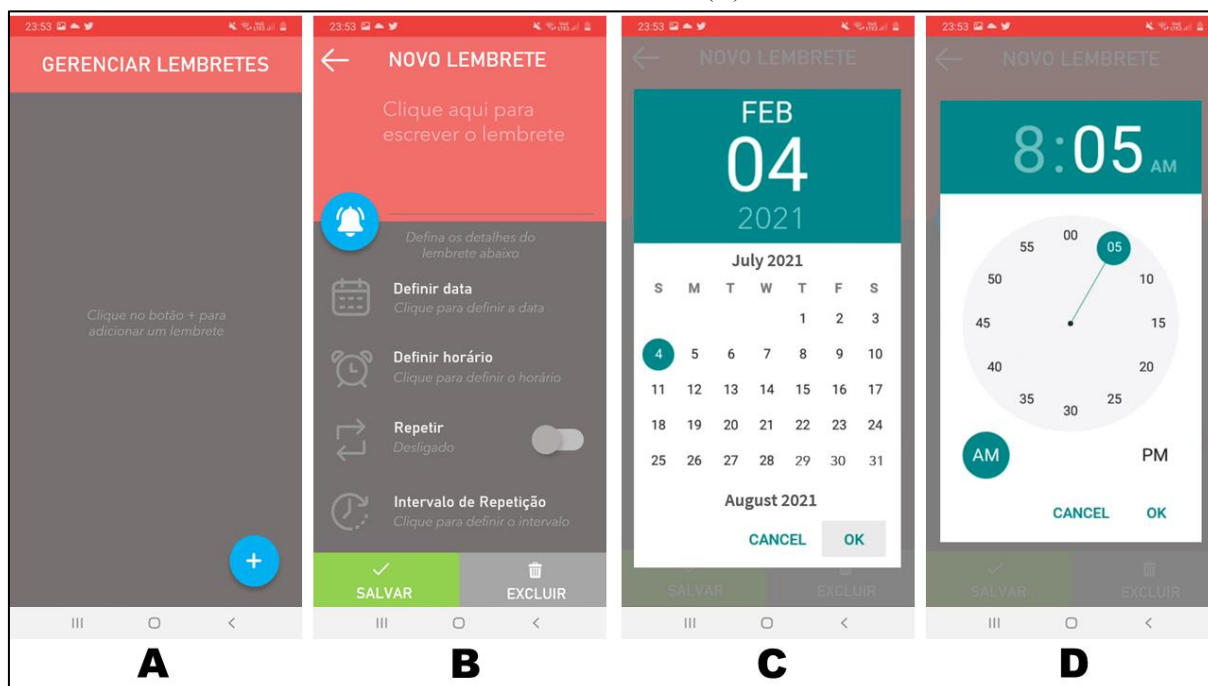 23:53
GERENCIAR LEMBRETES
Clique no botão + para
adicionar um lembrete
+
A
23:53
NOVO LEMBRETE
Clique aqui para
escrever o lembrete
Defina os detalhes do
lembrete abaixo
Definir data
Clique para definir a data
Definir horário
Clique para definir o horário
Repetir
Desligado
Intervalo de Repetição
Clique para definir o intervalo
SALVAR EXCLUIR
B
23:53
NOVO LEMBRETE
FEB
04
2021
July 2021
S M T W T F S
1 2 3
4 5 6 7 8 9 10
11 12 13 14 15 16 17
18 19 20 21 22 23 24
25 26 27 28 29 30 31
August 2021
CANCEL OK
SALVAR EXCLUIR
C
23:53
NOVO LEMBRETE
8:05 AM
00
55 05
50 10
45 15
40 20
35 25
30
AM PM
CANCEL OK
SALVAR EXCLUIR
D